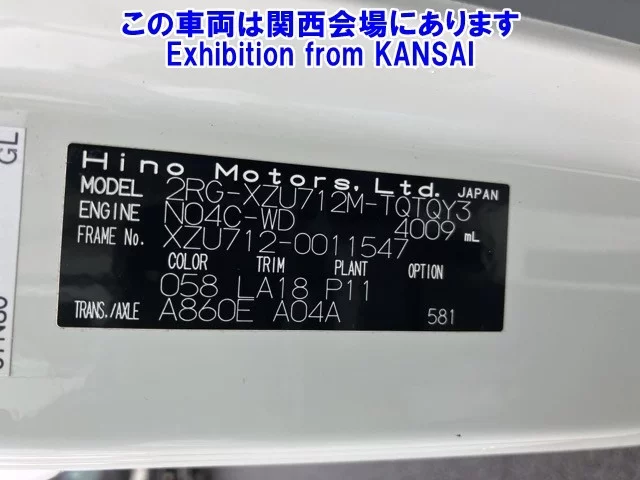 この車両は関西会場にあります
Exhibition from KANSAI
GL
Hino Motors,Ltd. JAPAN
MODEL 2RG-XZU712M-TQTQY3
ENGINE N04C-WD 4009 mL
FRAME No. XZU712-0011547
COLOR TRIM PLANT OPTION
058 LA18 P11
TRANS./AXLE A860E A04A 581